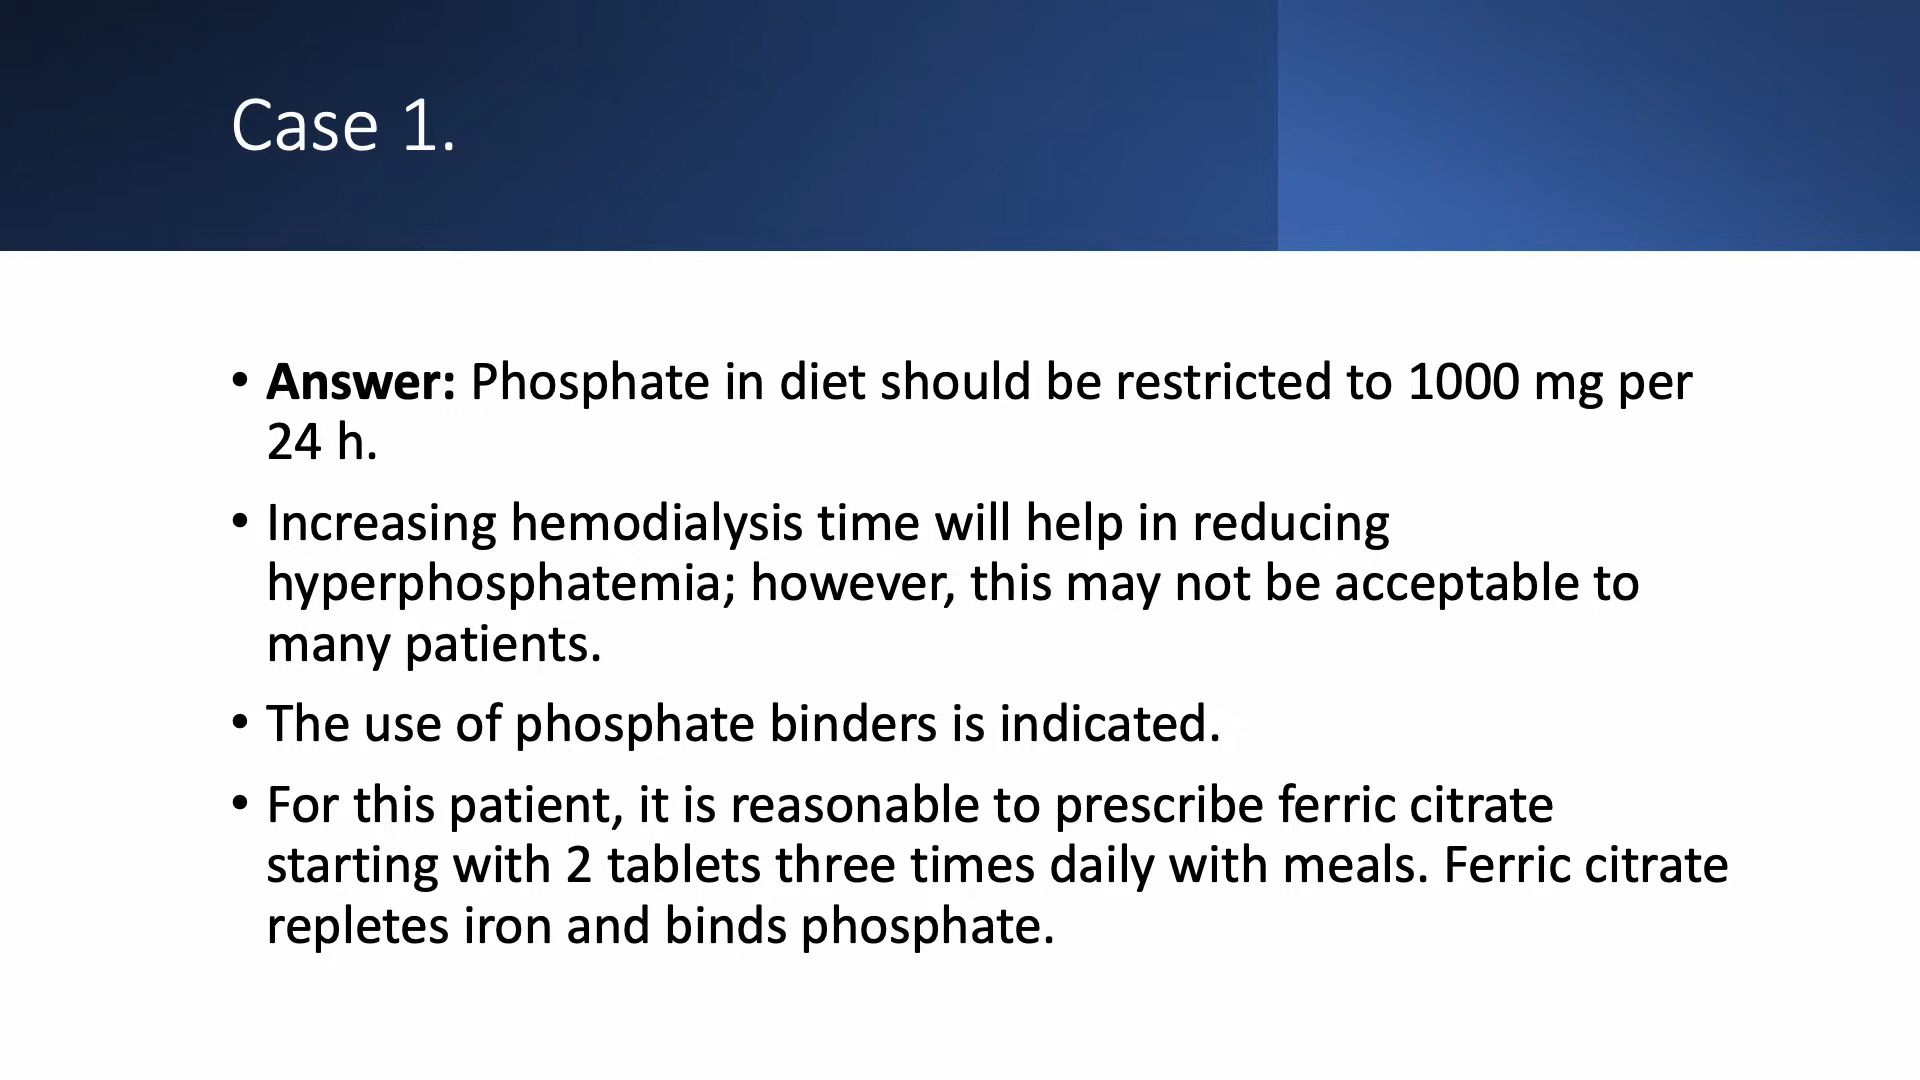 Case 1.
• Answer: Phosphate in diet should be restricted to 1000 mg per
24 h.
• Increasing hemodialysis time will help in reducing
hyperphosphatemia; however, this may not be acceptable to
many patients.
• The use of phosphate binders is indicated.
• For this patient, it is reasonable to prescribe ferric citrate
starting with 2 tablets three times daily with meals. Ferric citrate
repletes iron and binds phosphate.